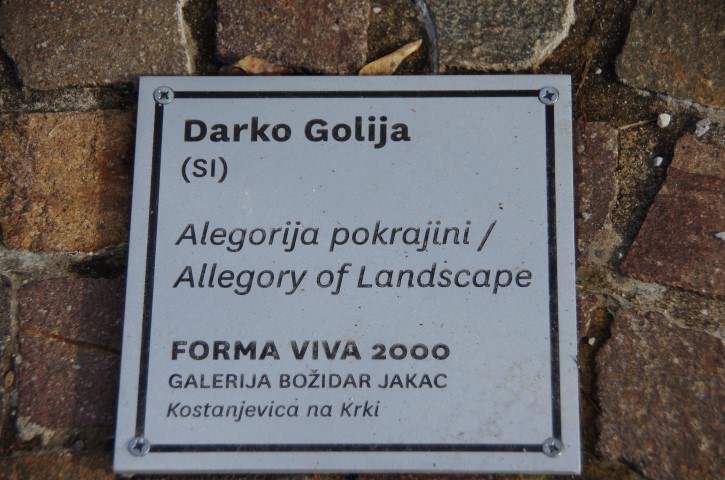 Darko Golija
(SI)
Alegorija pokrajini /
Allegory of Landscape
FORMA VIVA 2000
GALERIJA BOŽIDAR JAKAC
Kostanjevica na Krki